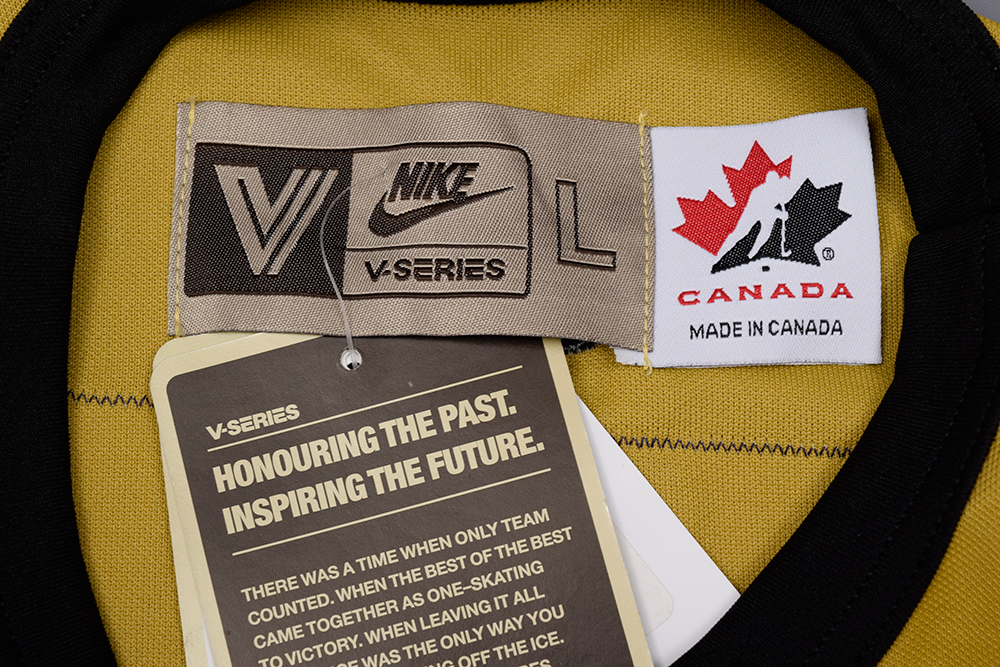 V
NIKE
V-SERIES
L
®
CANADA
MADE IN CANADA
V-SERIES
HONOURING THE PAST.
INSPIRING THE FUTURE.
THERE WAS A TIME WHEN ONLY TEAM
COUNTED. WHEN THE BEST OF THE BEST
CAME TOGETHER AS ONE–SKATING
TO VICTORY. WHEN LEAVING IT ALL
WAS THE ONLY WAY YOU
OFF THE ICE.